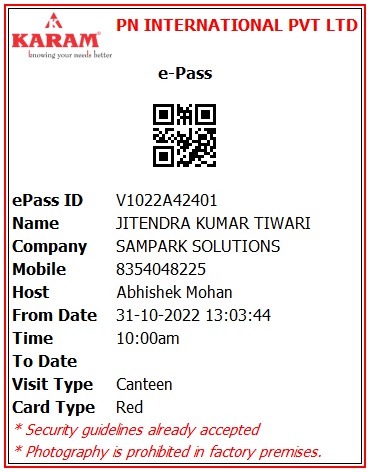 PN INTERNATIONAL PVT LTD
KARAM®
knowing your needs better
e-Pass
ePass ID V1022A42401
Name JITENDRA KUMAR TIWARI
Company SAMPARK SOLUTIONS
Mobile 8354048225
Host Abhishek Mohan
From Date 31-10-2022 13:03:44
Time 10:00am
To Date
Visit Type Canteen
Card Type Red
* Security guidelines already accepted
* Photography is prohibited in factory premises.